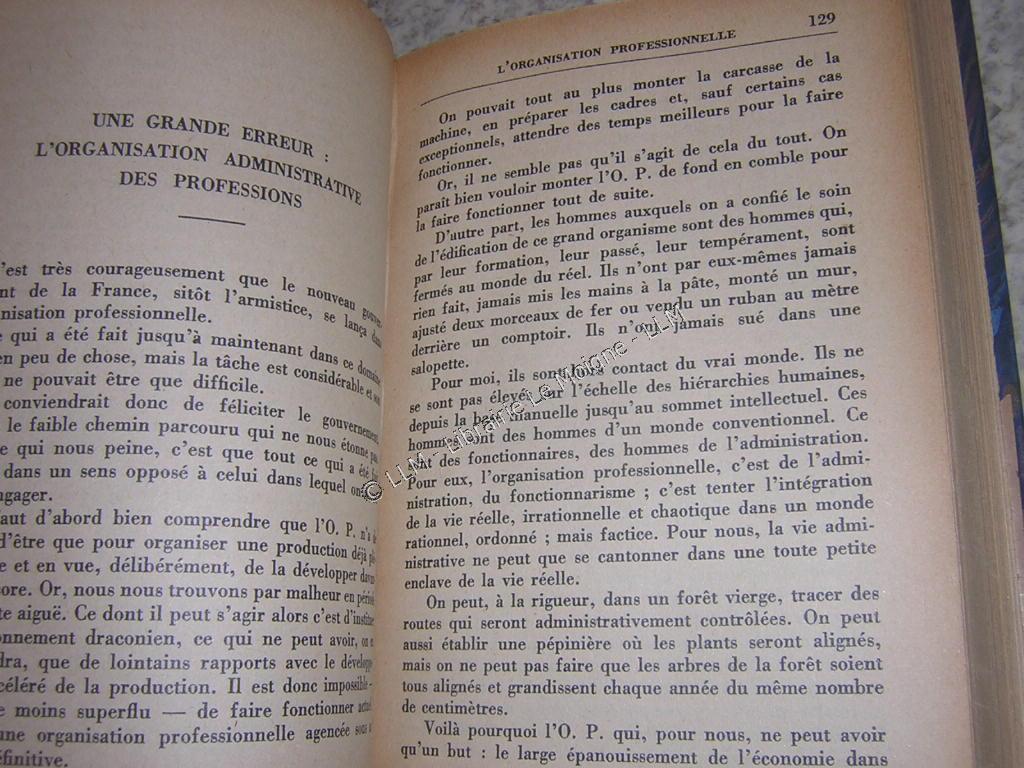 UNE GRANDE ERREUR :
L'ORGANISATION ADMINISTRATIVE
DES PROFESSIONS
est très courageusement que le nouveau gouver-
de la France, sitôt l'armistice, se lança dans
professionnelle.
qui a été fait jusqu'à maintenant dans ce domaine
peu de chose, mais la tâche est considérable et son
ne pouvait être que difficile.
conviendrait donc de féliciter le gouvernement,
le faible chemin parcouru qui ne nous étonne pas
qui nous peine, c'est que tout ce qui a été
dans un sens opposé à celui dans lequel

d'abord bien comprendre que l'O. P. n'a
d'être que pour organiser une production déjà
et en vue, délibérément, de la développer
Or, nous nous trouvons par malheur en
aiguë. Ce dont il peut s'agir alors c'est
draconien, ce qui ne peut avoir, on
que de lointains rapports avec le
de la production. Il est donc impossible —
moins superflu — de faire fonctionner
une organisation professionnelle agencée sous

L'ORGANISATION PROFESSIONNELLE 129
On pouvait tout au plus monter la carcasse de la
machine, en préparer les cadres et, sauf certains cas
exceptionnels, attendre des temps meilleurs pour la faire
fonctionner.
Or, il ne semble pas qu'il s'agit de cela du tout. On
paraît bien vouloir monter l'O. P. de fond en comble pour
la faire fonctionner tout de suite.
D'autre part, les hommes auxquels on a confié le soin
de l'édification de ce grand organisme sont des hommes qui,
par leur formation, leur passé, leur tempérament, sont
fermés au monde du réel. Ils n'ont par eux-mêmes jamais
rien fait, jamais mis les mains à la pâte, monté un mur,
ajusté deux morceaux de fer ou vendu un ruban au mètre
derrière un comptoir. Ils n'ont jamais sué dans une
salopette.
Pour moi, ils sont hors contact du vrai monde. Ils ne
se sont pas élevés sur l'échelle des hiérarchies humaines,
depuis la base manuelle jusqu'au sommet intellectuel. Ces
hommes sont des hommes d'un monde conventionnel. Ce
sont des fonctionnaires, des hommes de l'administration.
Pour eux, l'organisation professionnelle, c'est de l'admi-
nistration, du fonctionnarisme ; c'est tenter l'intégration
de la vie réelle, irrationnelle et chaotique dans un monde
rationnel, ordonné ; mais factice. Pour nous, la vie admi-
nistrative ne peut que se cantonner dans une toute petite
enclave de la vie réelle.
On peut, à la rigueur, dans un forêt vierge, tracer des
routes qui seront administrativement contrôlées. On peut
aussi établir une pépinière où les plants seront alignés,
mais on ne peut pas faire que les arbres de la forêt soient
tous alignés et grandissent chaque année du même nombre
de centimètres.
Voilà pourquoi l'O. P. qui, pour nous, ne peut avoir
qu'un but : le large épanouissement de l'économie dans
© LLM - Librairie Le Moigne - LLM